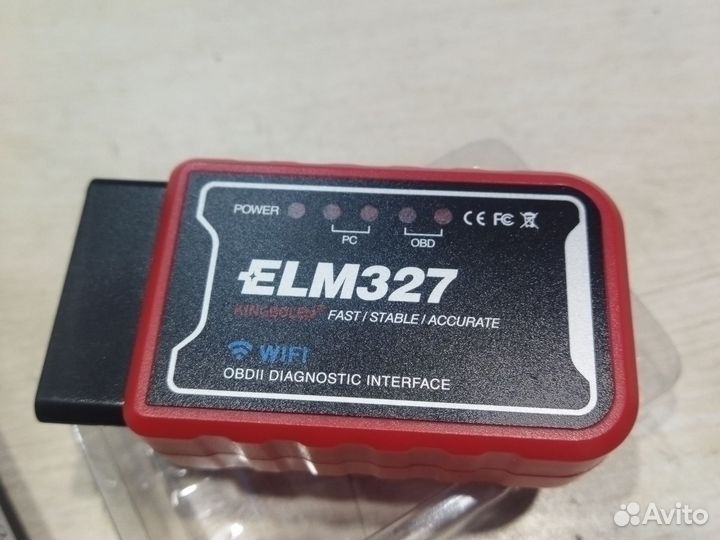 POWER CE FC
PC OBD
ELM327
KINGBOLEN FAST / STABLE / ACCURATE
WIFI
OBDII DIAGNOSTIC INTERFACE
Avito